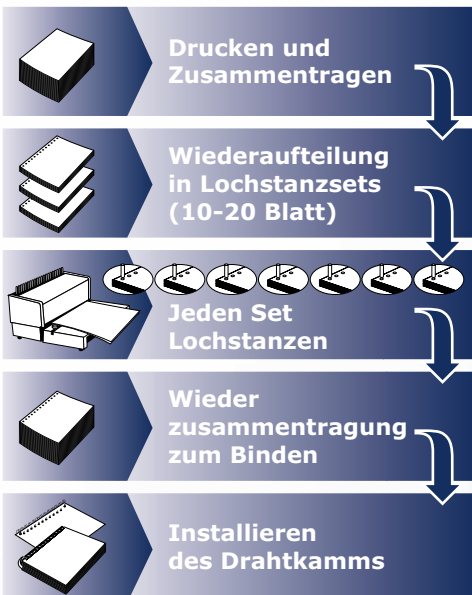 Drucken und
Zusammentragen
Wiederaufteilung
in Lochstanzsets
(10-20 Blatt)
Jeden Set
Lochstanzen
Wieder
zusammentragung
zum Binden
Installieren
des Drahtkamms